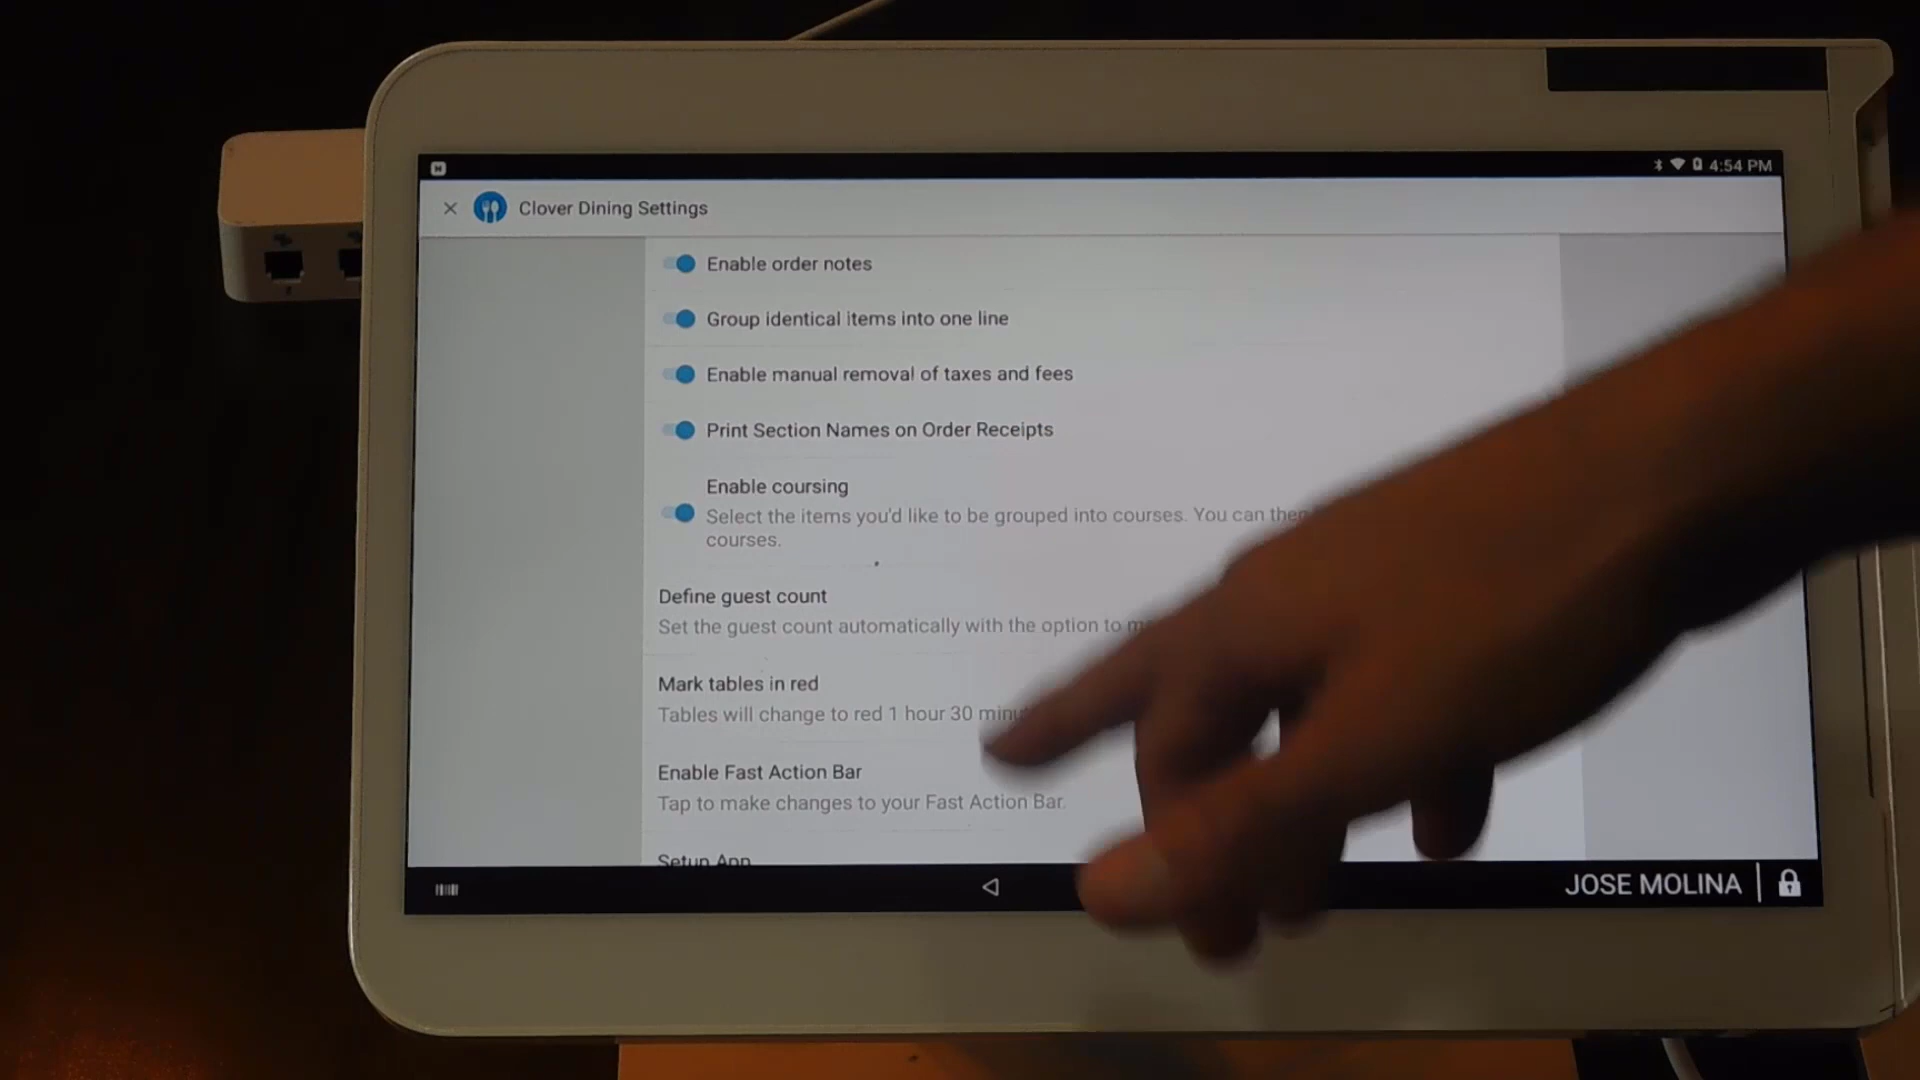 4:54 PM
Clover Dining Settings
Enable order notes
Group identical items into one line
Enable manual removal of taxes and fees
Print Section Names on Order Receipts
Enable coursing
Select the items you'd like to be grouped into courses. You can then
courses.
Define guest count
Set the guest count automatically with the option to
Mark tables in red
Tables will change to red 1 hour 30
Enable Fast Action Bar
Tap to make changes to your Fast Action Bar.
Setup App
JOSE MOLINA